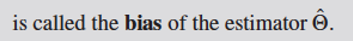 is called the bias of the estimator Θ̂.